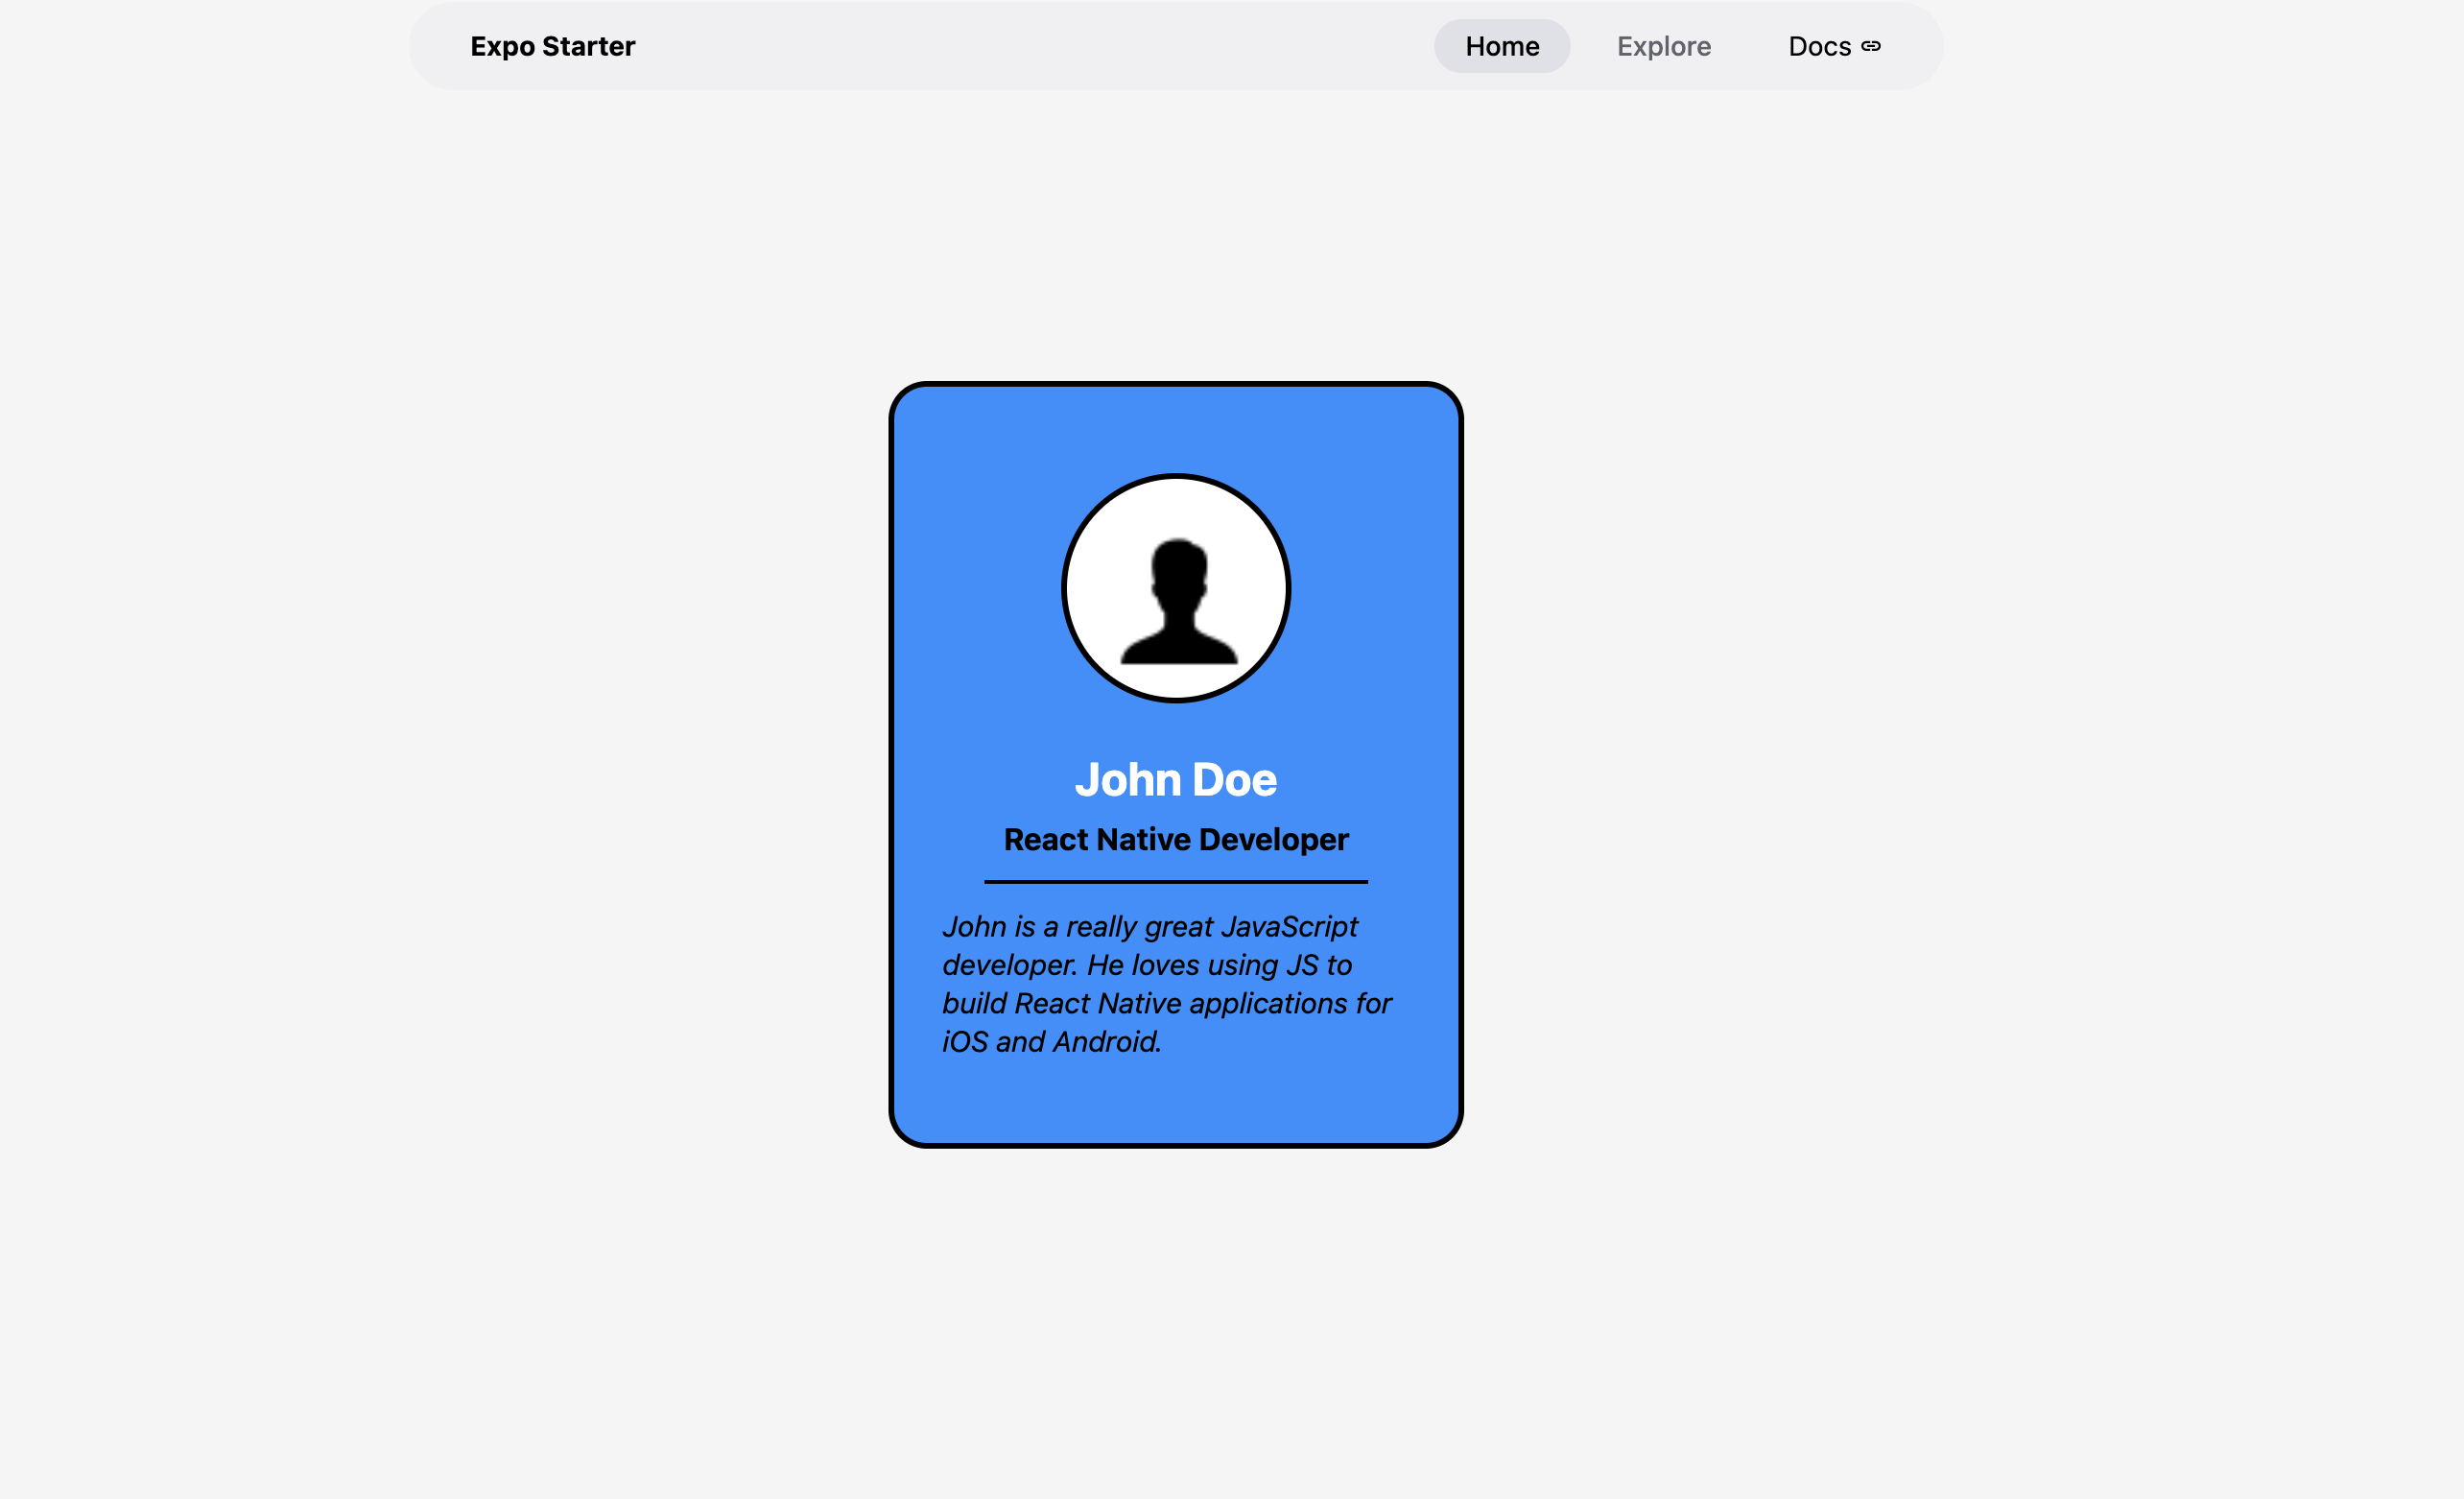 Expo Starter
Home
Explore
Docs
John Doe
React Native Developer
John is a really great JavaScript
developer. He loves using JS to
build React Native applications for
iOS and Android.